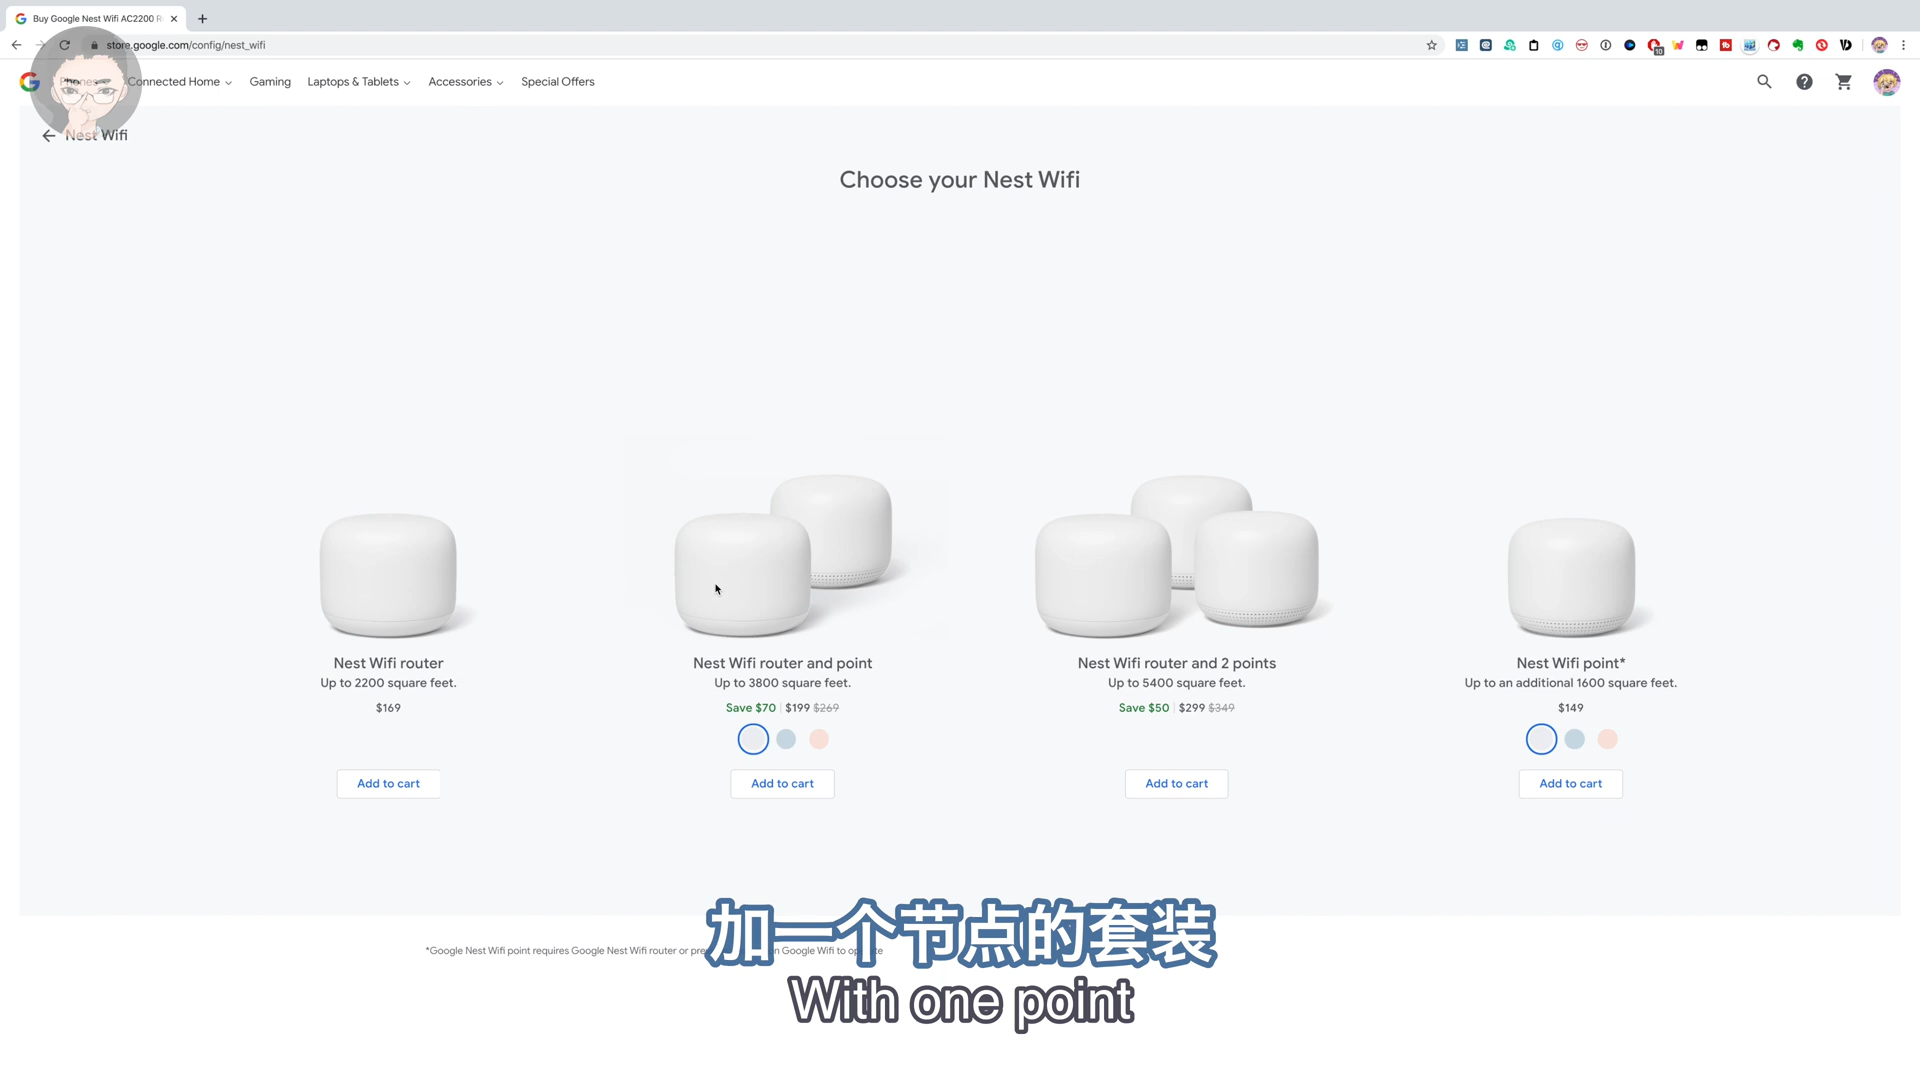 Buy Google Nest Wifi AC2200 R
store.google.com/config/nest_wifi
Phones Connected Home Gaming Laptops & Tablets Accessories Special Offers
Nest Wifi
Choose your Nest Wifi
Nest Wifi router
Up to 2200 square feet.
$169
Add to cart
Nest Wifi router and point
Up to 3800 square feet.
Save $70 | $199 $269
Add to cart
Nest Wifi router and 2 points
Up to 5400 square feet.
Save $50 | $299 $349
Add to cart
Nest Wifi point*
Up to an additional 1600 square feet.
$149
Add to cart
*Google Nest Wifi point requires Google Nest Wifi router or Google Wifi to
加一个节点的套装
With one point